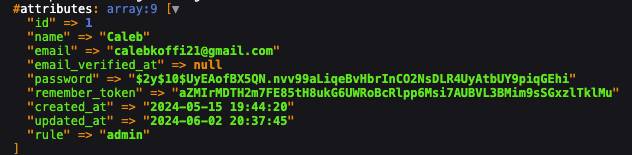 #attributes: array:9 [▼
"id" => 1
"name" => "Caleb"
"email" => "calebkoffi21@gmail.com"
"email_verified_at" => null
"password" => "$2y$10$UyEAofBX5QN.nvv99aLiqeBvHbrInCO2NsDLR4UyAtbUY9piqGEhi"
"remember_token" => "aZMIrMDTH2m7FE85tH8ukG6UWRoBcRlpp6Msi7AUBVL3BMim9sSGxzlTklMu"
"created_at" => "2024-05-15 19:44:20"
"updated_at" => "2024-06-02 20:37:45"
"rule" => "admin"
]